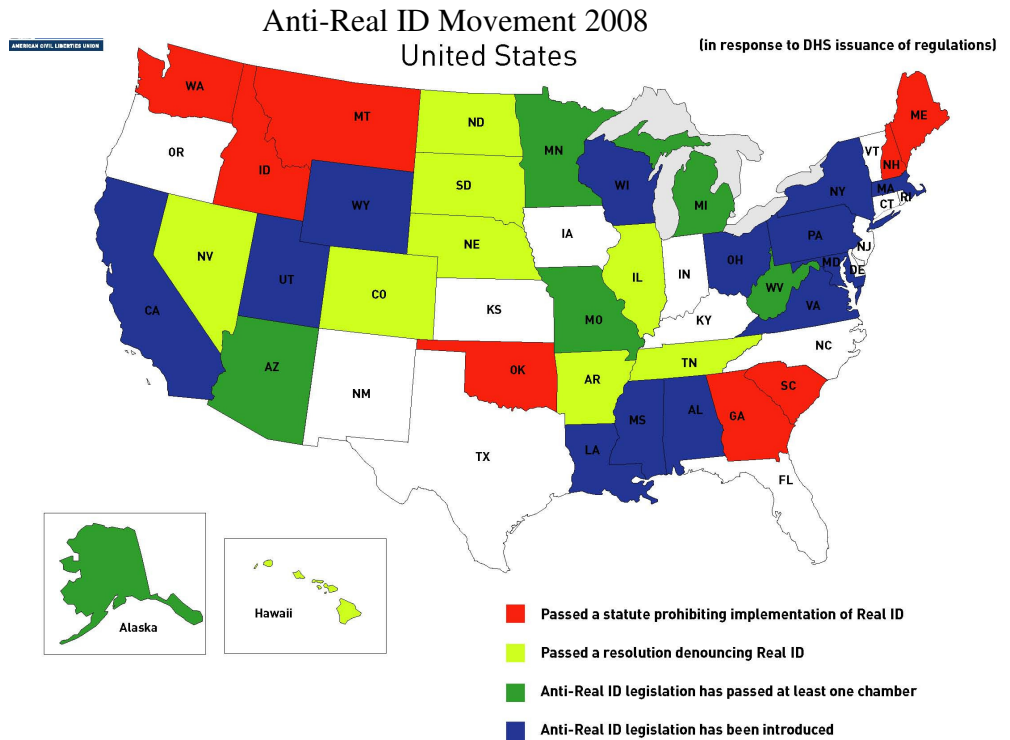 Anti-Real ID Movement 2008
United States
(in response to DHS issuance of regulations)
AMERICAN CIVIL LIBERTIES UNION
WA
MT
ND
MN
ME
VT
NH
OR
ID
SD
WI
MI
NY
MA
RI
CT
WY
IA
PA
NJ
NV
NE
IL
IN
OH
MD
DE
UT
CO
WV
CA
KS
MO
KY
VA
NC
AZ
OK
AR
TN
NM
SC
MS
AL
GA
LA
TX
FL
Alaska
Hawaii
Passed a statute prohibiting implementation of Real ID
Passed a resolution denouncing Real ID
Anti-Real ID legislation has passed at least one chamber
Anti-Real ID legislation has been introduced